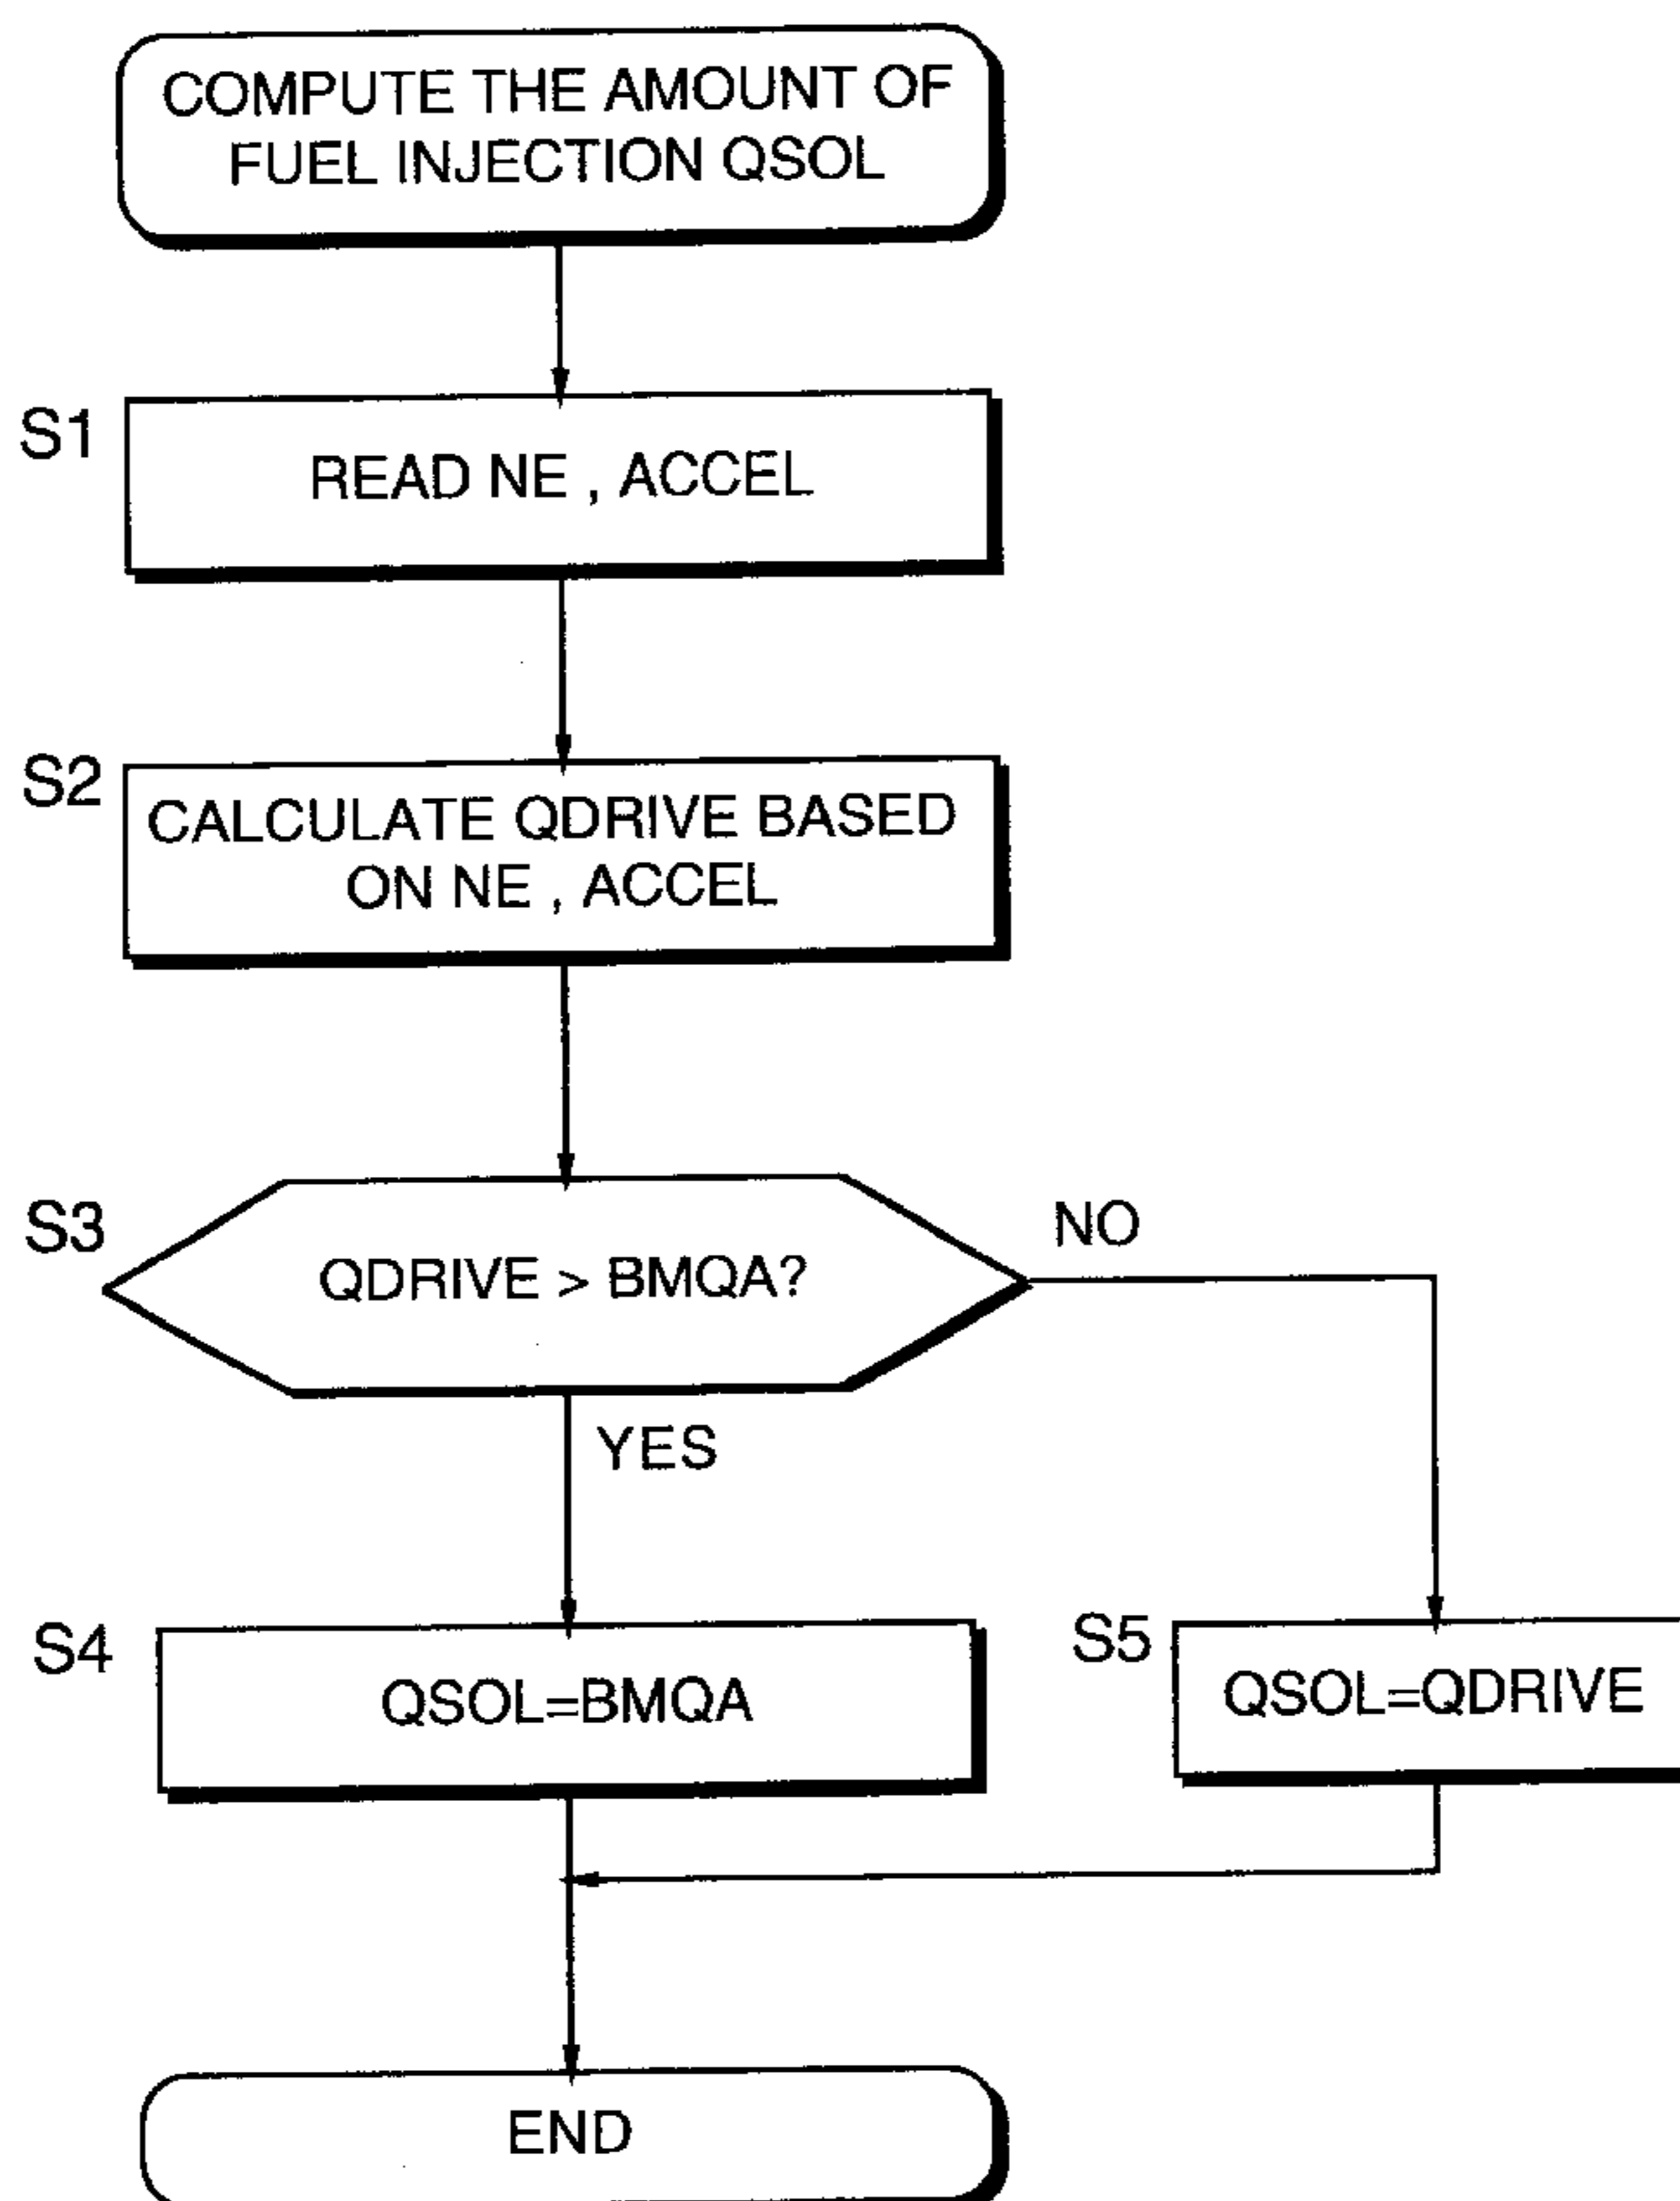 COMPUTE THE AMOUNT OF
FUEL INJECTION QSOL
S1
READ NE , ACCEL
S2
CALCULATE QDRIVE BASED
ON NE , ACCEL
S3
QDRIVE > BMQA?
NO
YES
S4
QSOL=BMQA
S5
QSOL=QDRIVE
END